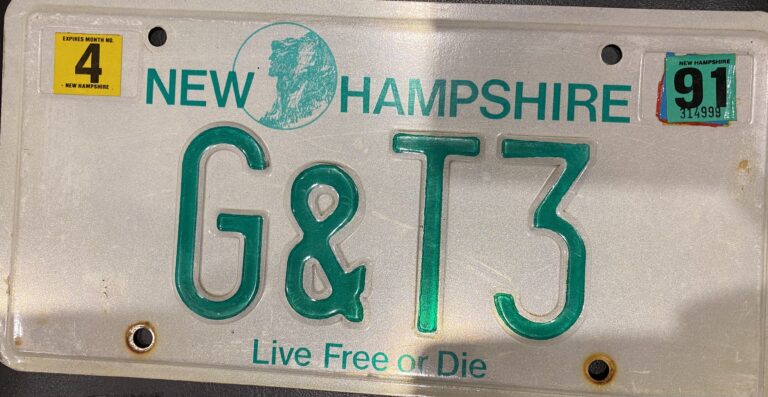 EXPIRES MONTH NO.
4
- NEW HAMPSHIRE -
NEW HAMPSHIRE
NEW HAMPSHIRE
91
314999
G&T3
Live Free or Die